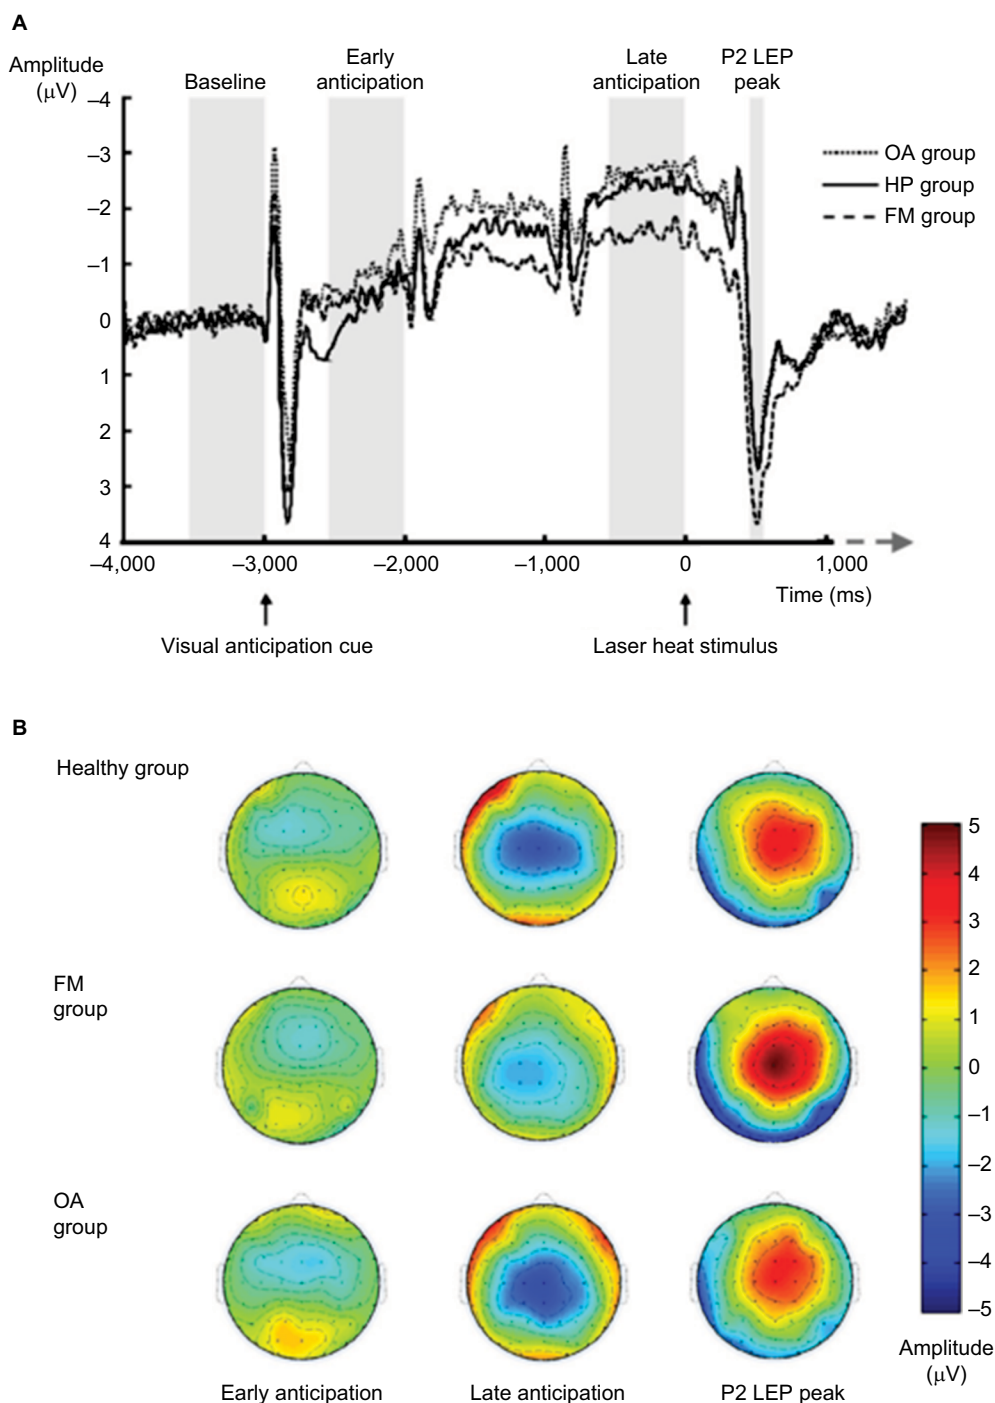 A
Amplitude
(μV)
Baseline
Early
anticipation
Late
anticipation
P2 LEP
peak
–4
–3
–2
–1
0
1
2
3
4
OA group
HP group
FM group
–4,000
–3,000
–2,000
–1,000
0
1,000
Time (ms)
Visual anticipation cue
Laser heat stimulus
B
Healthy group
FM
group
OA
group
5
4
3
2
1
0
–1
–2
–3
–4
–5
Amplitude
(μV)
Early anticipation
Late anticipation
P2 LEP peak